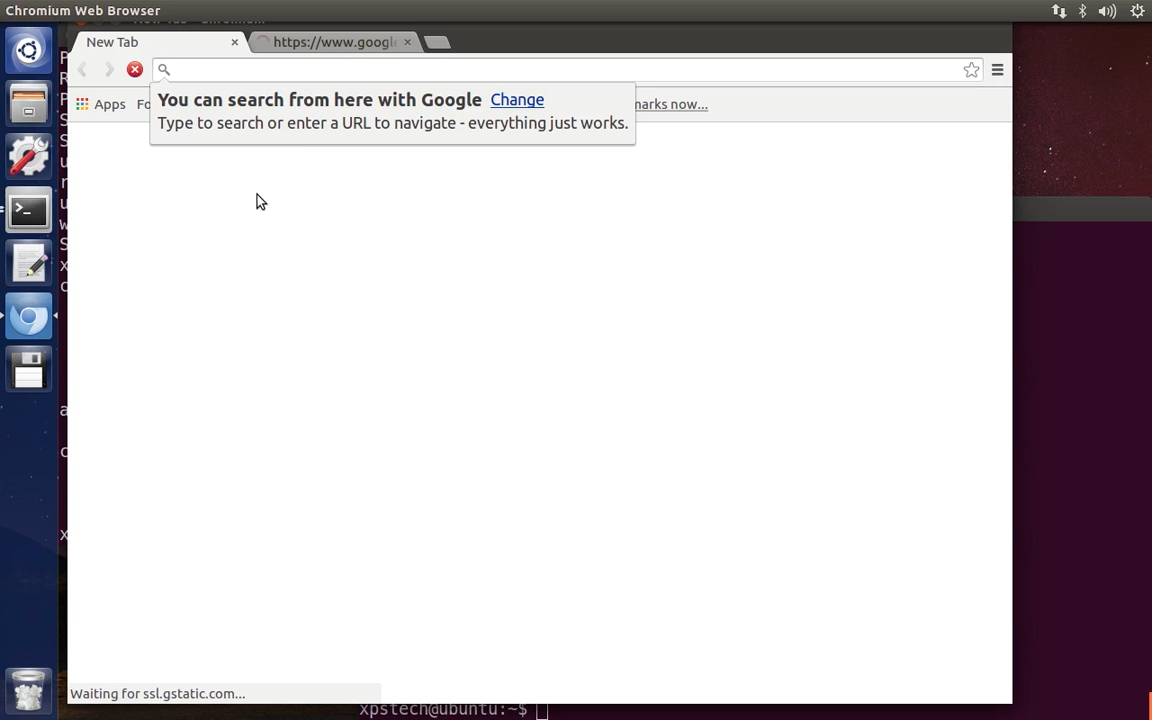 Chromium Web Browser
New Tab
https://www.googl
You can search from here with Google Change
Type to search or enter a URL to navigate - everything just works.
Apps Fo
marks now...
Waiting for ssl.gstatic.com...
xpstech@ubuntu:~$